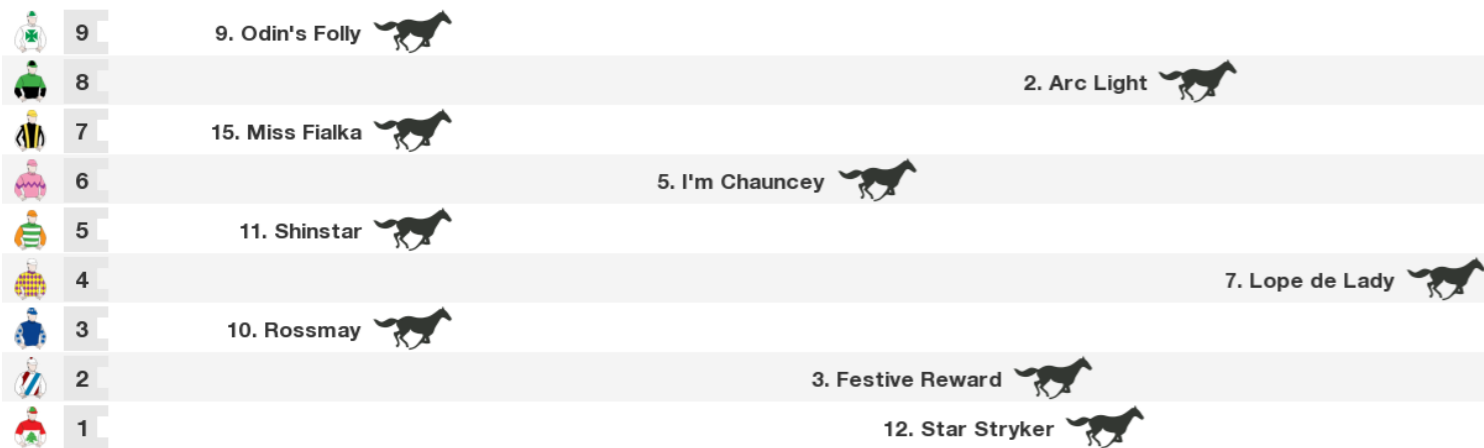 9 9. Odin's Folly
8 2. Arc Light
7 15. Miss Fialka
6 5. I'm Chauncey
5 11. Shinstar
4 7. Lope de Lady
3 10. Rossmay
2 3. Festive Reward
1 12. Star Stryker